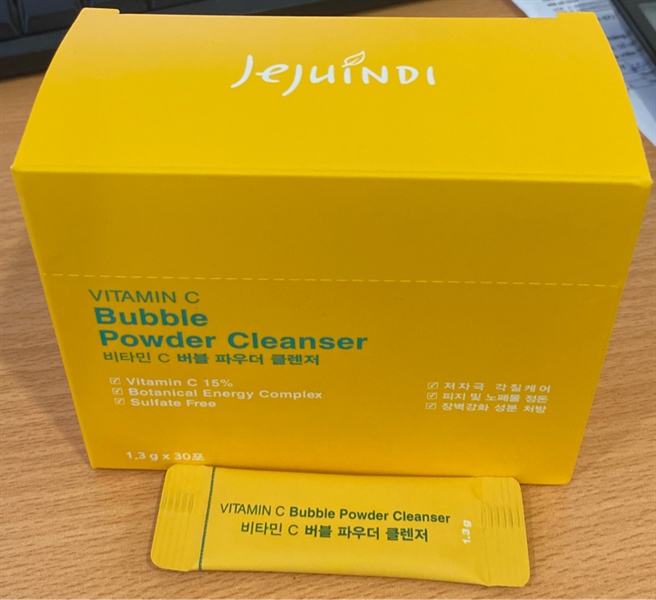 JeJuiNDI
VITAMIN C
Bubble
Powder Cleanser
비타민 C 버블 파우더 클렌저
Vitamin C 15%
Botanical Energy Complex
Sulfate Free
저자극 각질케어
피지 및 노폐물 정돈
장벽강화 성분 처방
1.3 g x 30포
VITAMIN C Bubble Powder Cleanser
비타민 C 버블 파우더 클렌저
1.3 g